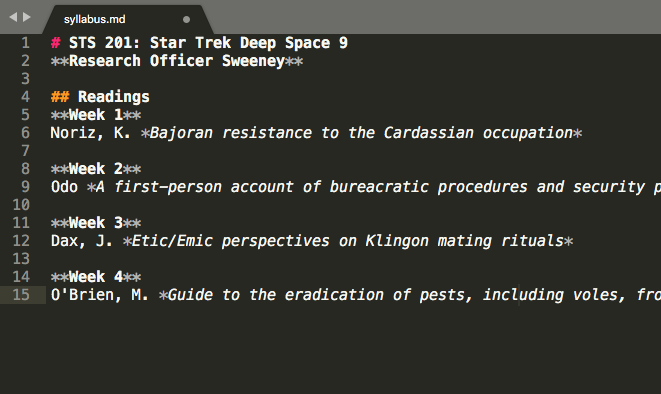 syllabus.md
1 # STS 201: Star Trek Deep Space 9
2 **Research Officer Sweeney**
3
4 ## Readings
5 **Week 1**
6 Noriz, K. *Bajoran resistance to the Cardassian occupation*
7
8 **Week 2**
9 Odo *A first-person account of bureaucratic procedures and security p
10
11 **Week 3**
12 Dax, J. *Etic/Emic perspectives on Klingon mating rituals*
13
14 **Week 4**
15 O'Brien, M. *Guide to the eradication of pests, including voles, fro